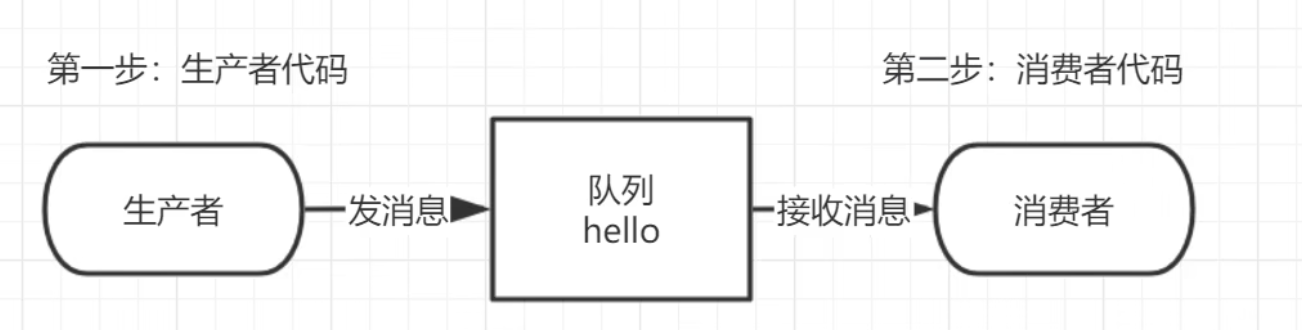 第一步：生产者代码
第二步：消费者代码
生产者
发消息
队列
hello
接收消息
消费者